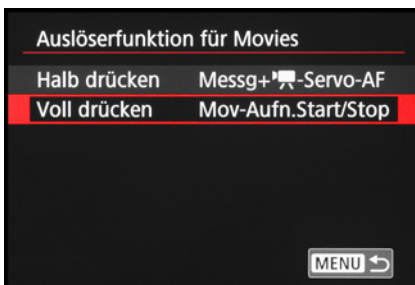 Auslöserfunktion für Movies
Halb drücken Messg+-Servo-AF
Voll drücken Mov-Aufn.Start/Stop
MENU